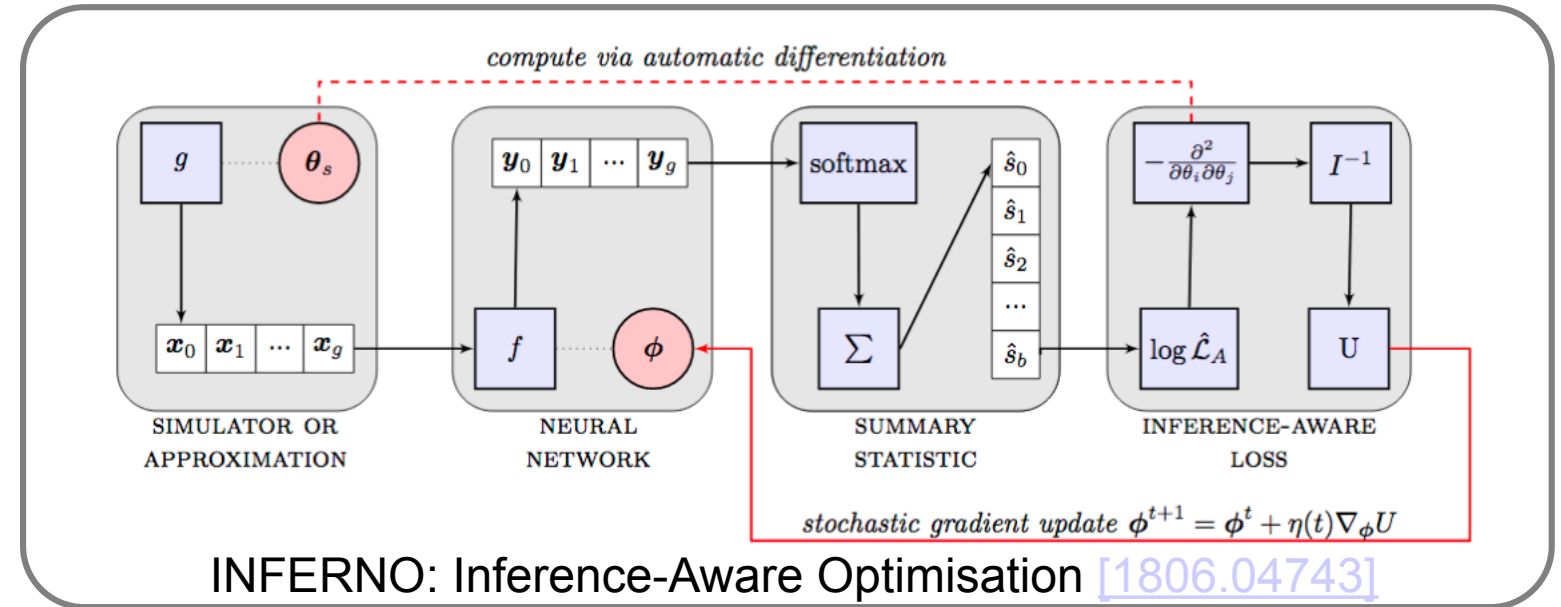 compute via automatic differentiation
g
θ_s
x_0 x_1 ... x_g
SIMULATOR OR
APPROXIMATION
y_0 y_1 ... y_g
f
ϕ
NEURAL
NETWORK
softmax
∑
ŝ_0
ŝ_1
ŝ_2
...
ŝ_b
SUMMARY
STATISTIC
−∂²/∂θ_i∂θ_j
I⁻¹
log L̂_A
U
INFERENCE-AWARE
LOSS
stochastic gradient update ϕ^{t+1} = ϕ^t + η(t)∇_ϕ U
INFERNO: Inference-Aware Optimisation [1806.04743]